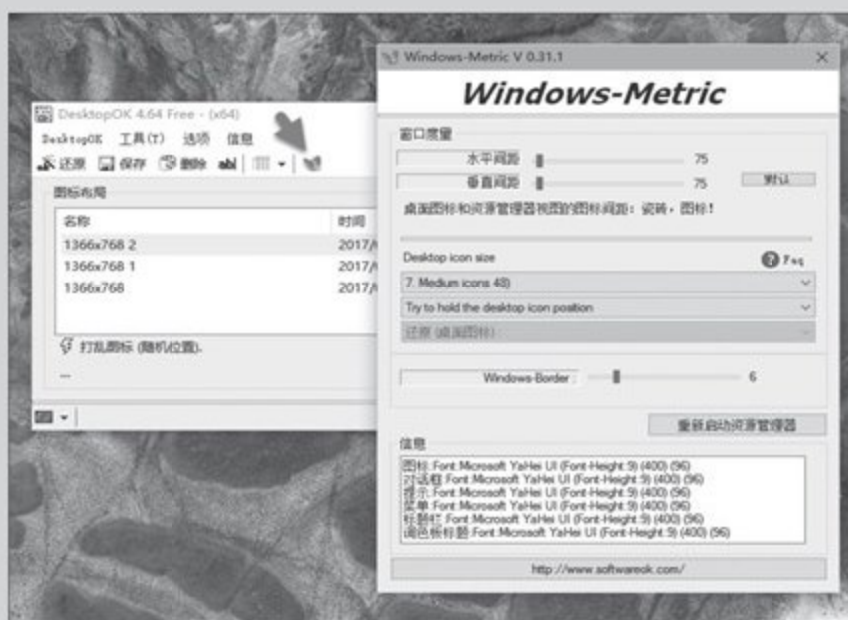 DesktopOK 4.64 Free - (x64)
DesktopOK 工具(T) 选项 信息
还原 保存 删除 abl
图标布局
名称 时间
1366x768 2 2017/
1366x768 1 2017/
1366x768 2017/
打乱图标 (随机位置).
...
Windows-Metric V 0.31.1
Windows-Metric
窗口度量
水平间距 75
垂直间距 75
默认
桌面图标和资源管理器视图的图标间距: 瓷砖, 图标!
Desktop icon size
Faq
7. Medium icons 48)
Try to hold the desktop icon position
还原 (桌面图标) :
Windows-Border : 6
重新启动资源管理器
信息
图标: Font:Microsoft YaHei UI (Font-Height:9) (400) (96)
对话框: Font:Microsoft YaHei UI (Font-Height:9) (400) (96)
提示: Font:Microsoft YaHei UI (Font-Height:9) (400) (96)
菜单: Font:Microsoft YaHei UI (Font-Height:9) (400) (96)
标题栏: Font:Microsoft YaHei UI (Font-Height:9) (400) (96)
调色板标题:Font:Microsoft YaHei UI (Font-Height:9) (400) (96)
http://www.softwareok.com/